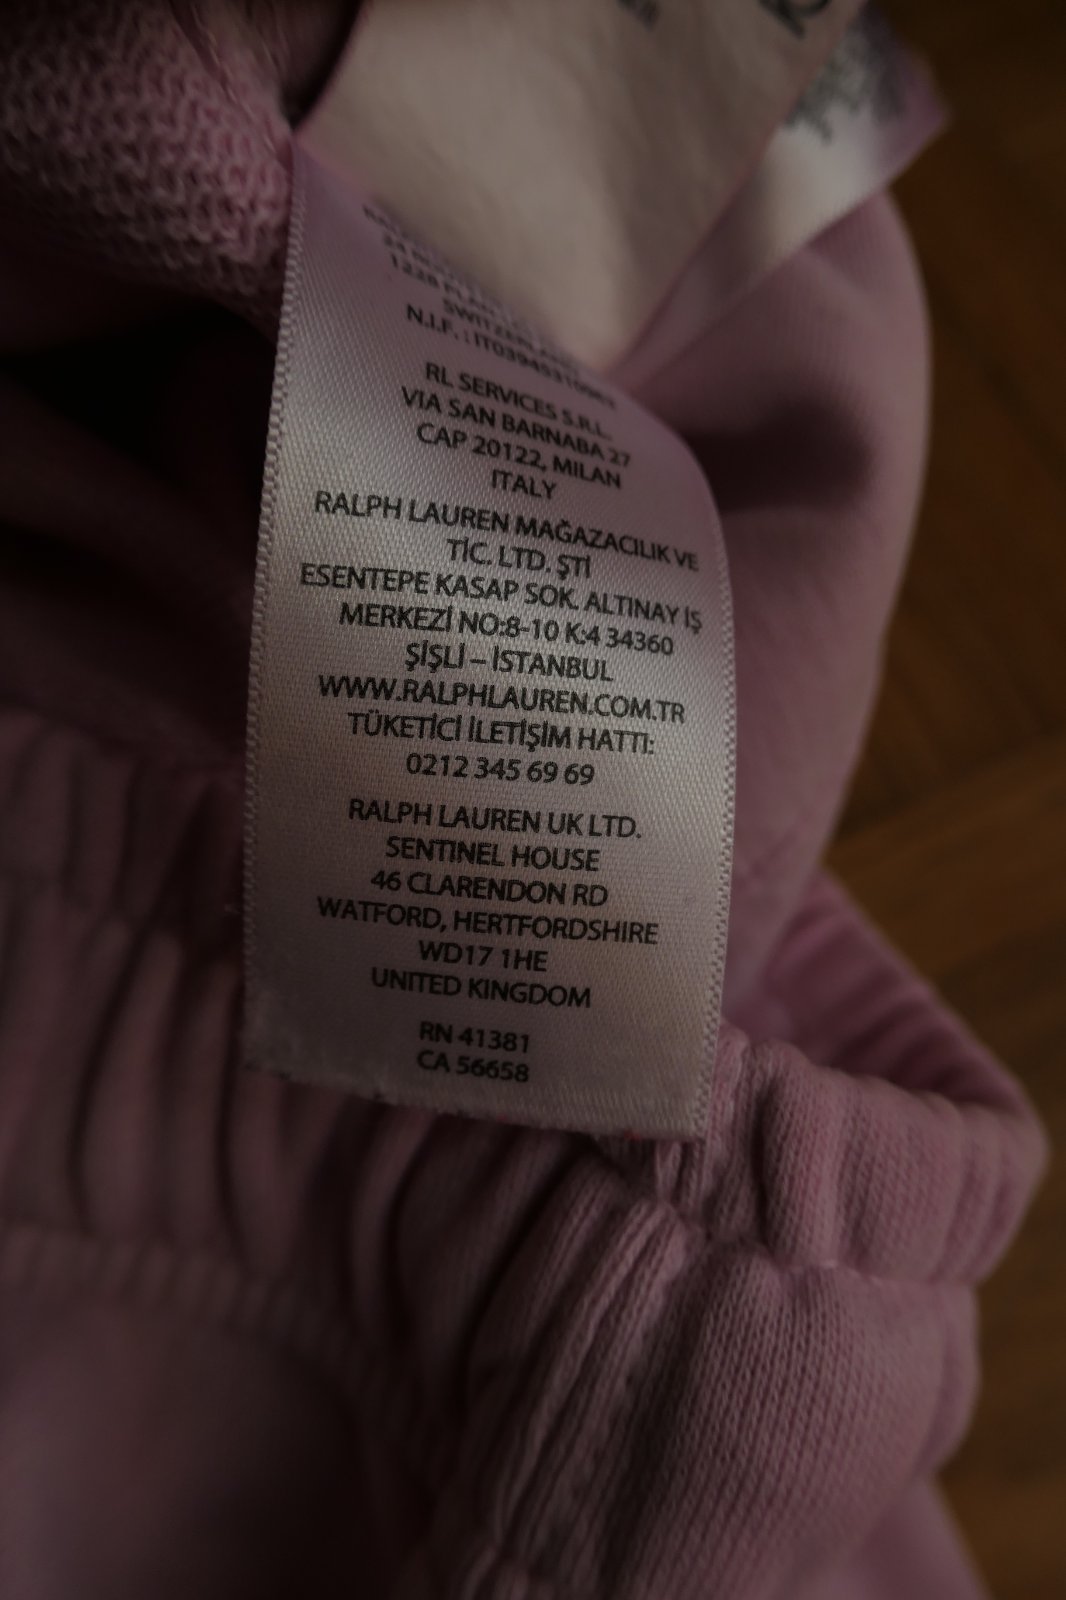 SWITZERLAND
RL SERVICES S.R.L.
VIA SAN BARNABA 27
CAP 20122, MILAN
ITALY
RALPH LAUREN MAĞAZACILIK VE
TİC. LTD. ŞTİ
ESENTEPE KASAP SOK. ALTINAY İŞ
MERKEZİ NO:8-10 K:4 34360
ŞİŞLİ – İSTANBUL
WWW.RALPHLAUREN.COM.TR
TÜKETİCİ İLETİŞİM HATTI:
0212 345 69 69
RALPH LAUREN UK LTD.
SENTINEL HOUSE
46 CLARENDON RD
WATFORD, HERTFORDSHIRE
WD17 1HE
UNITED KINGDOM
RN 41381
CA 56658